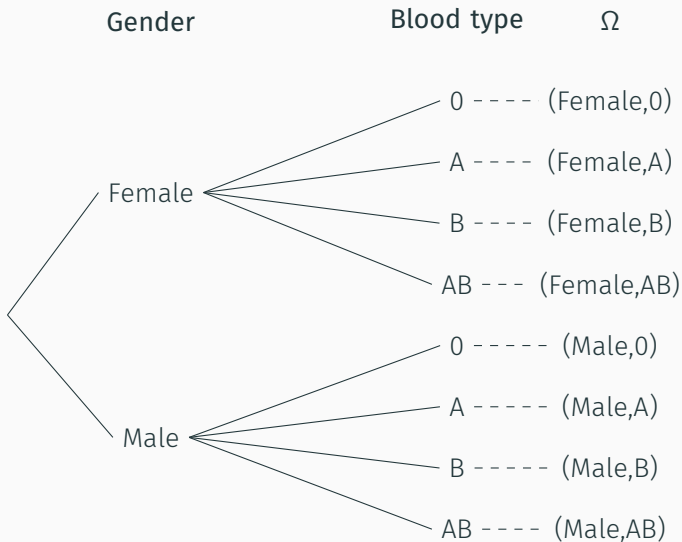 Gender Blood type Ω
0 (Female,0)
A (Female,A)
Female
B (Female,B)
AB (Female,AB)
0 (Male,0)
A (Male,A)
Male
B (Male,B)
AB (Male,AB)